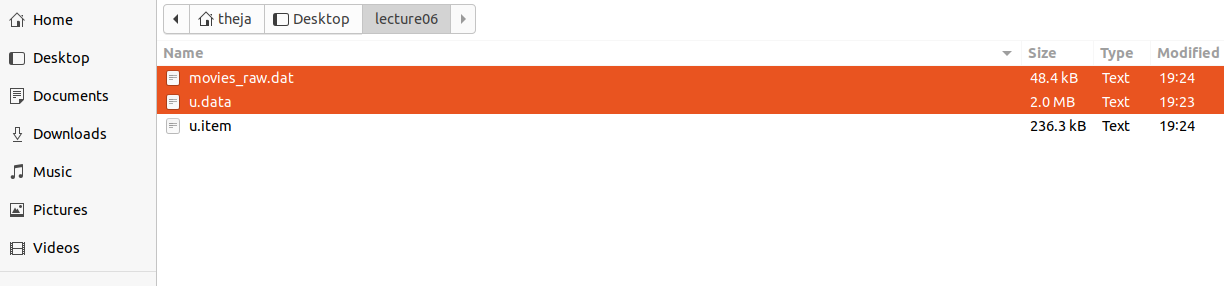 Home
Desktop
Documents
Downloads
Music
Pictures
Videos
theja Desktop lecture06
Name Size Type Modified
movies_raw.dat 48.4 kB Text 19:24
u.data 2.0 MB Text 19:23
u.item 236.3 kB Text 19:24